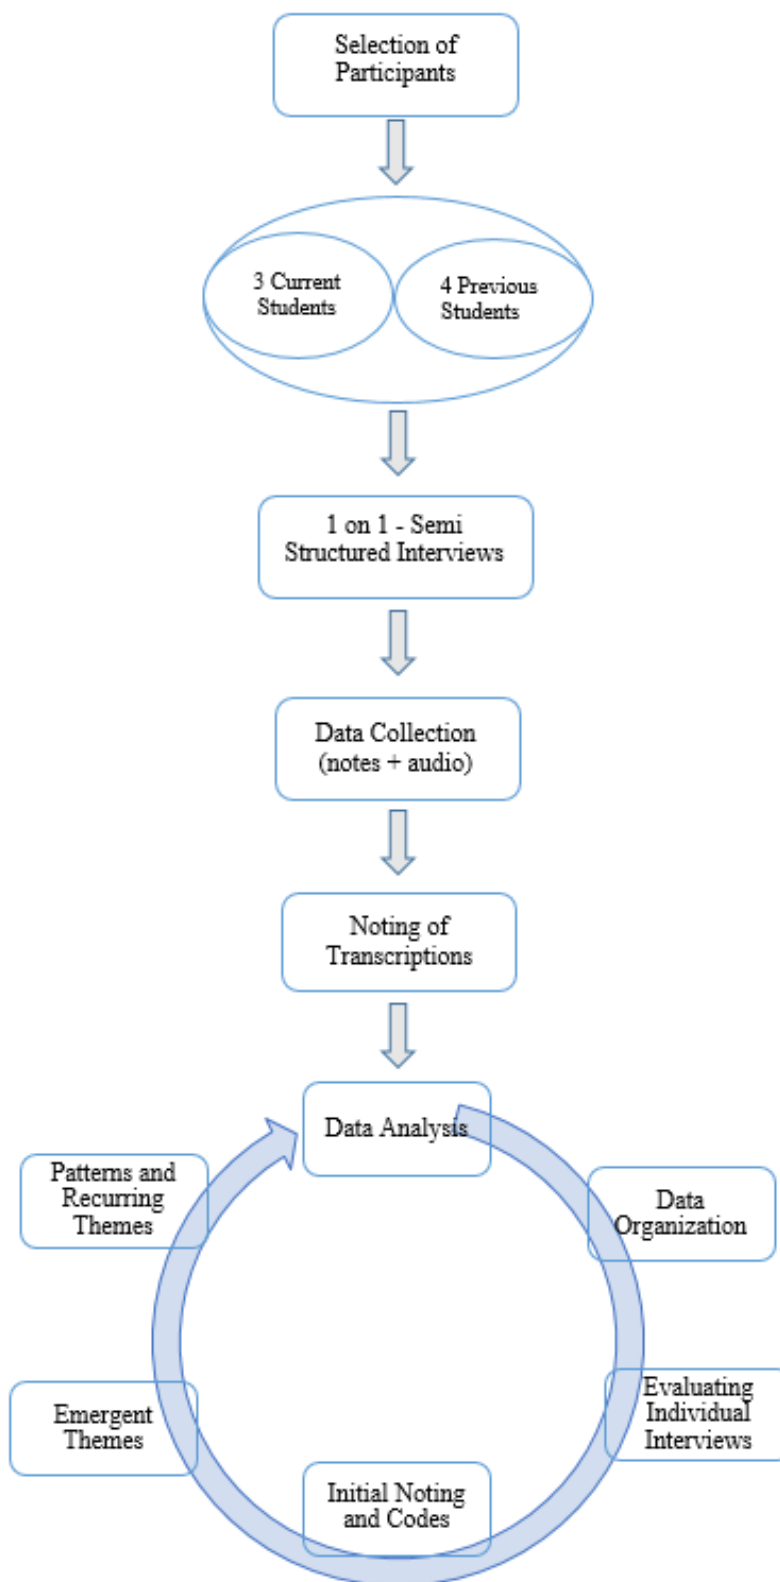 Selection of
Participants
3 Current
Students
4 Previous
Students
1 on 1 - Semi
Structured Interviews
Data Collection
(notes + audio)
Noting of
Transcriptions
Data Analysis
Data
Organization
Evaluating
Individual
Interviews
Initial Noting
and Codes
Emergent
Themes
Patterns and
Recurring
Themes